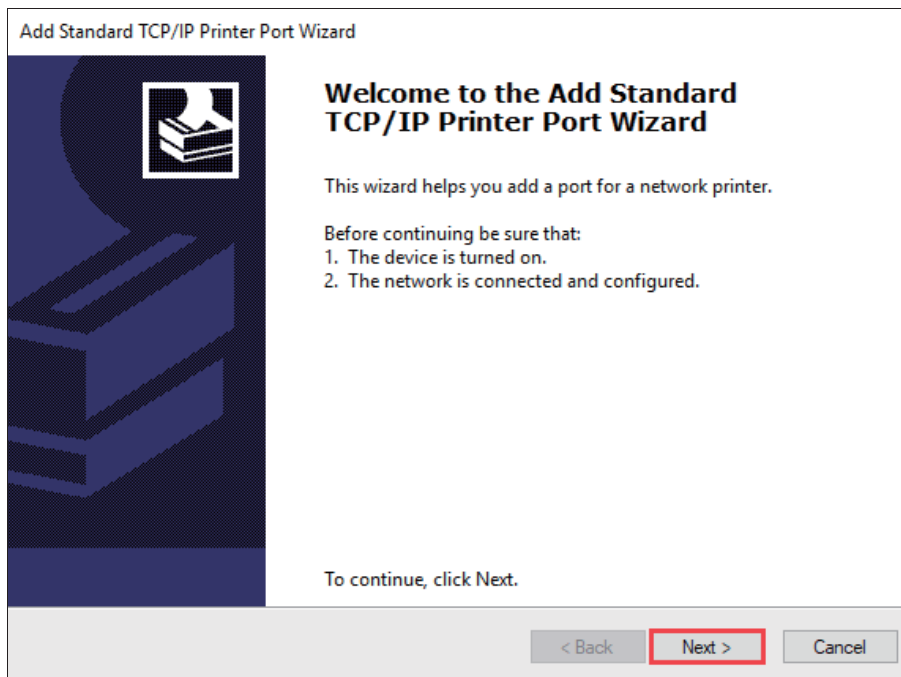 Add Standard TCP/IP Printer Port Wizard
Welcome to the Add Standard
TCP/IP Printer Port Wizard
This wizard helps you add a port for a network printer.
Before continuing be sure that:
1. The device is turned on.
2. The network is connected and configured.
To continue, click Next.
< Back
Next >
Cancel